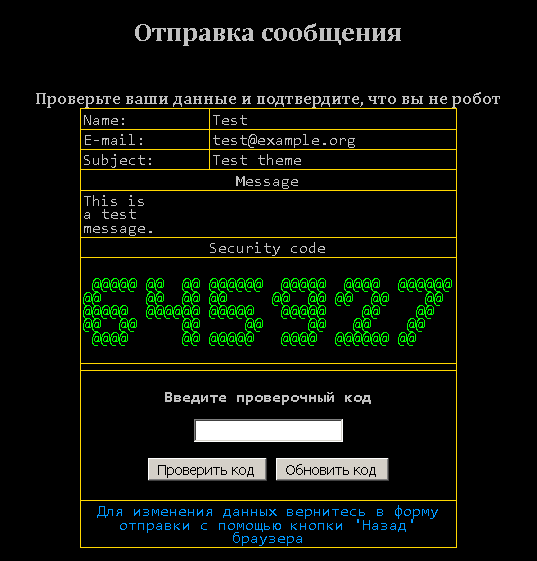 Отправка сообщения
Проверьте ваши данные и подтвердите, что вы не робот
Name: Test
E-mail: test@example.org
Subject: Test theme
Message
This is
a test
message.
Security code
645927
Введите проверочный код
Проверить код Обновить код
Для изменения данных вернитесь в форму
отправки с помощью кнопки 'Назад'
браузера